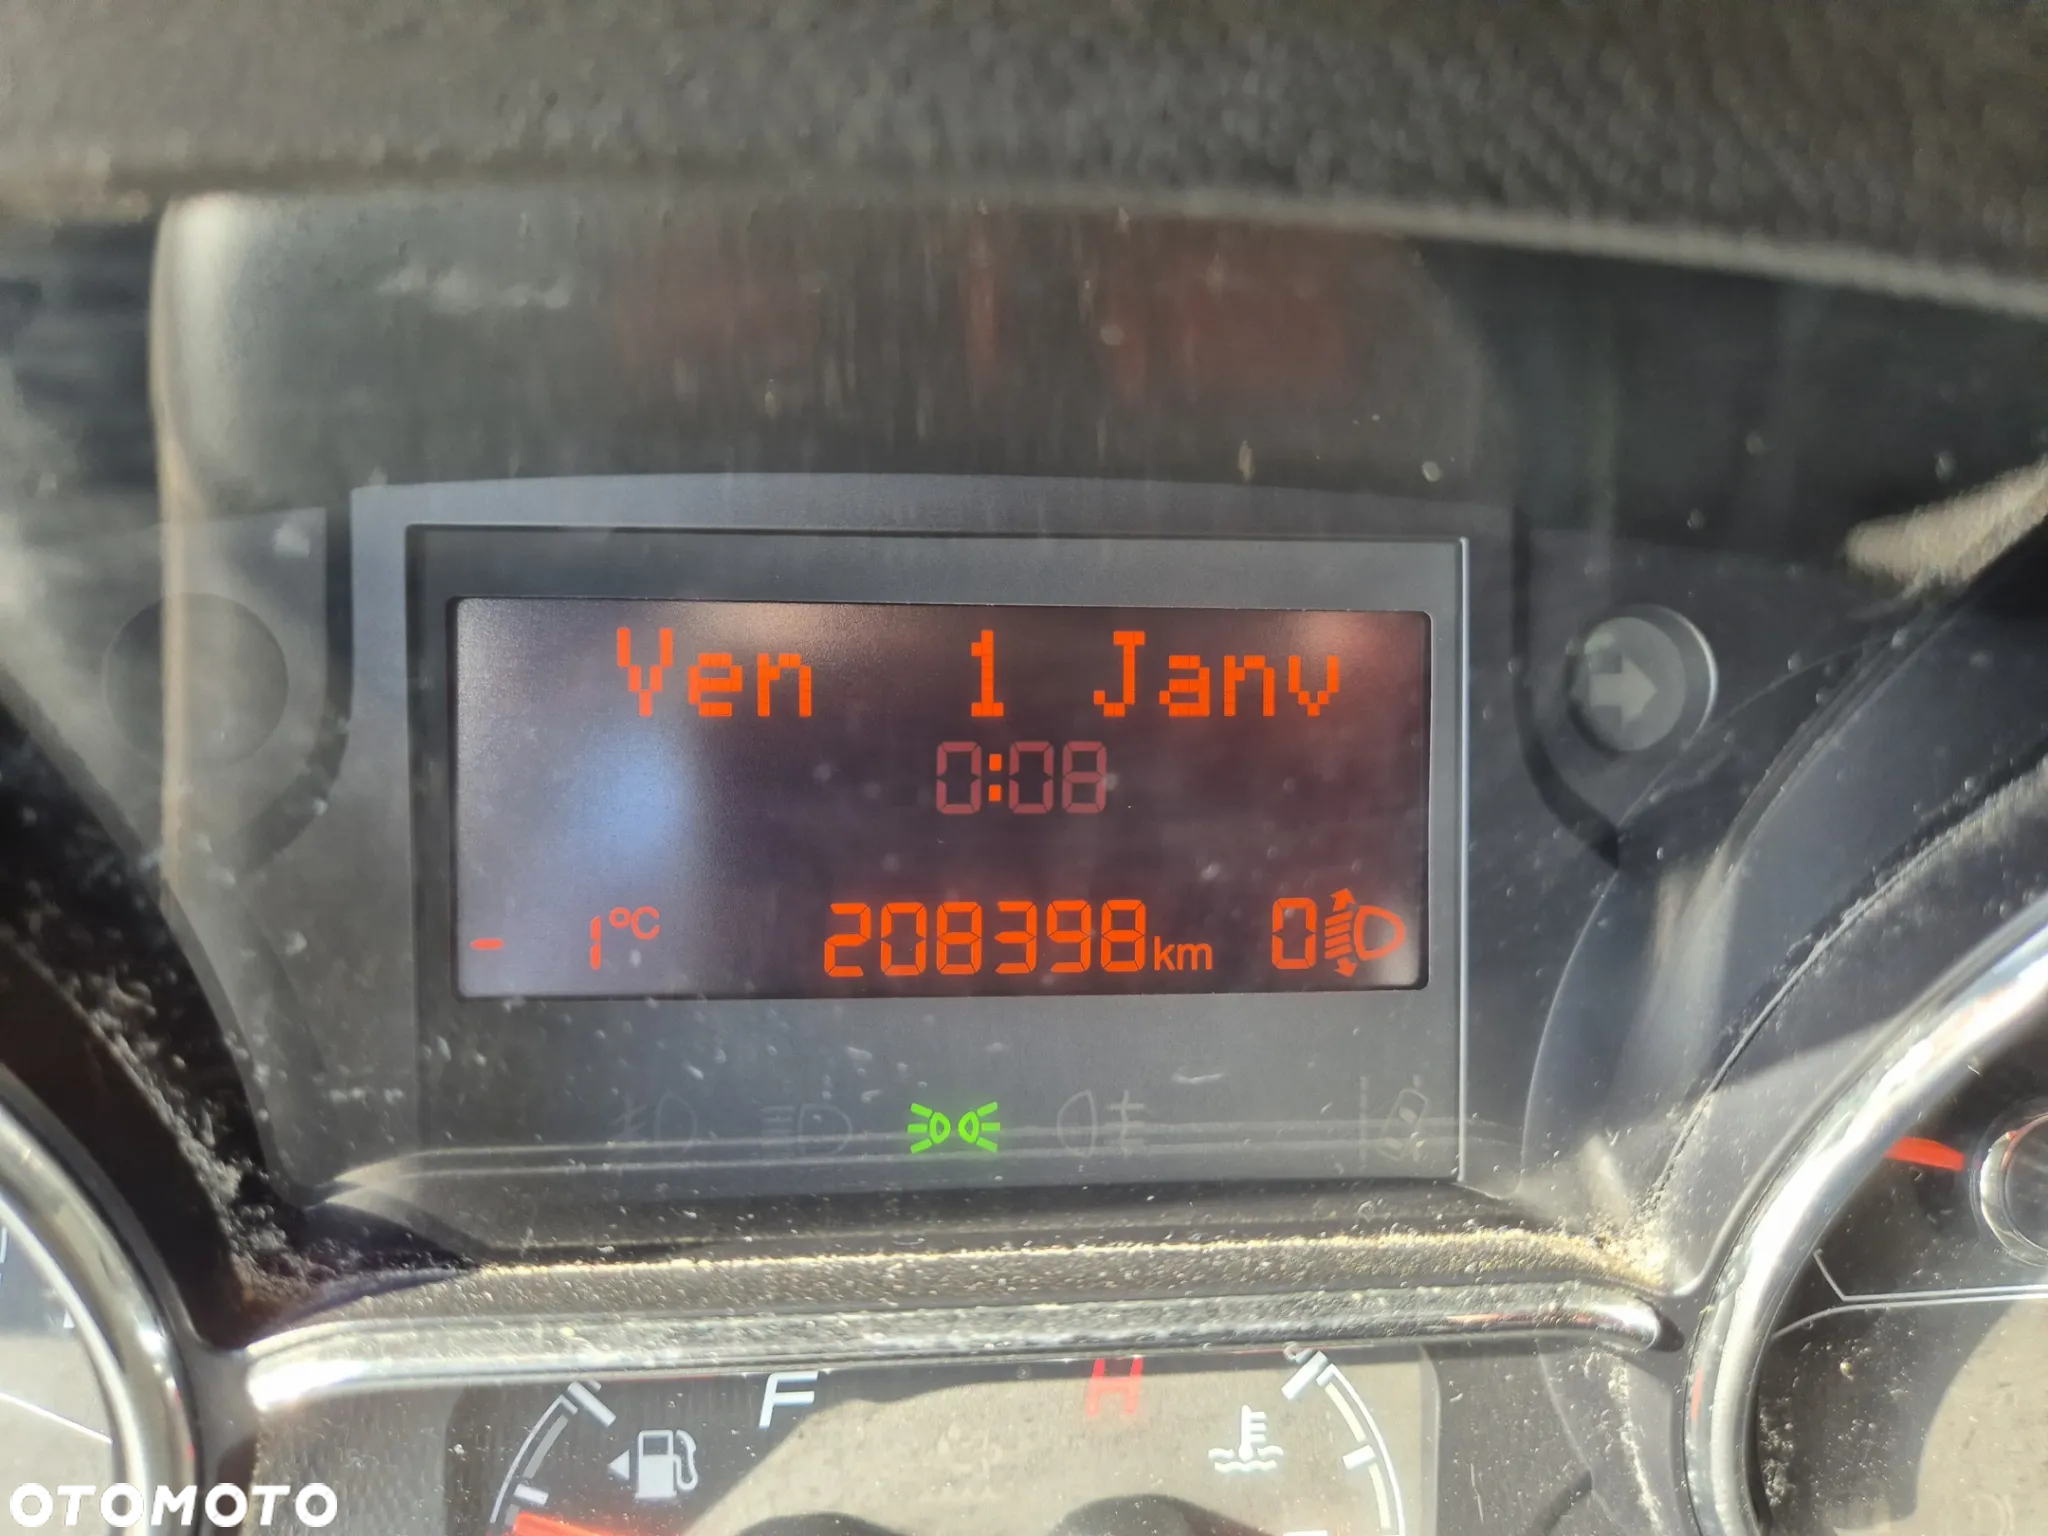 Ven 1 Janv
0:08
- 1°C 208398km 0
F H
OTOMOTO